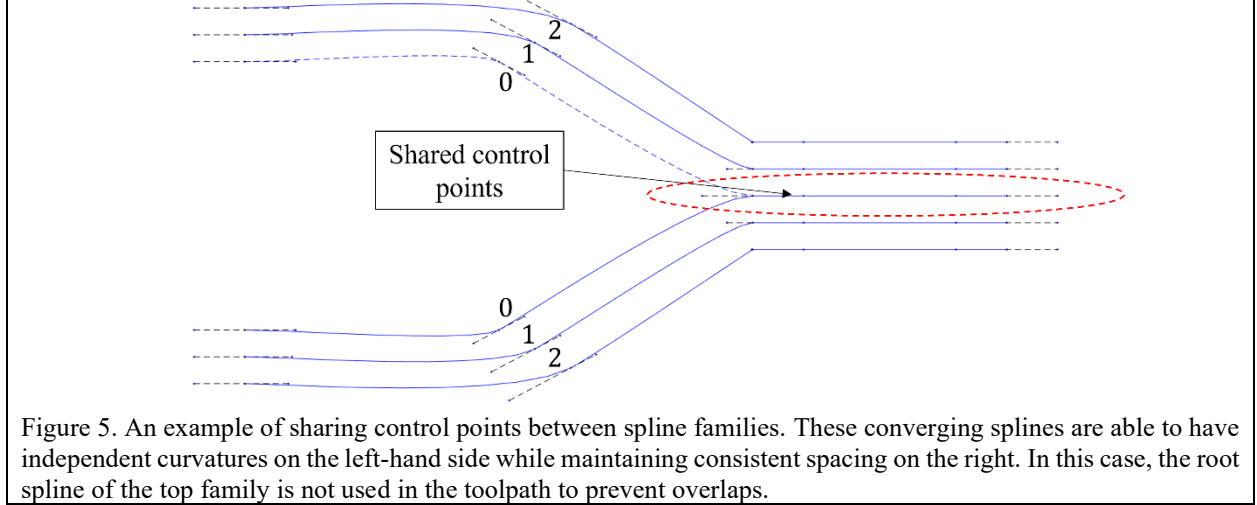 2
1
0
Shared control
points
0
1
2
Figure 5. An example of sharing control points between spline families. These converging splines are able to have
independent curvatures on the left-hand side while maintaining consistent spacing on the right. In this case, the root
spline of the top family is not used in the toolpath to prevent overlaps.